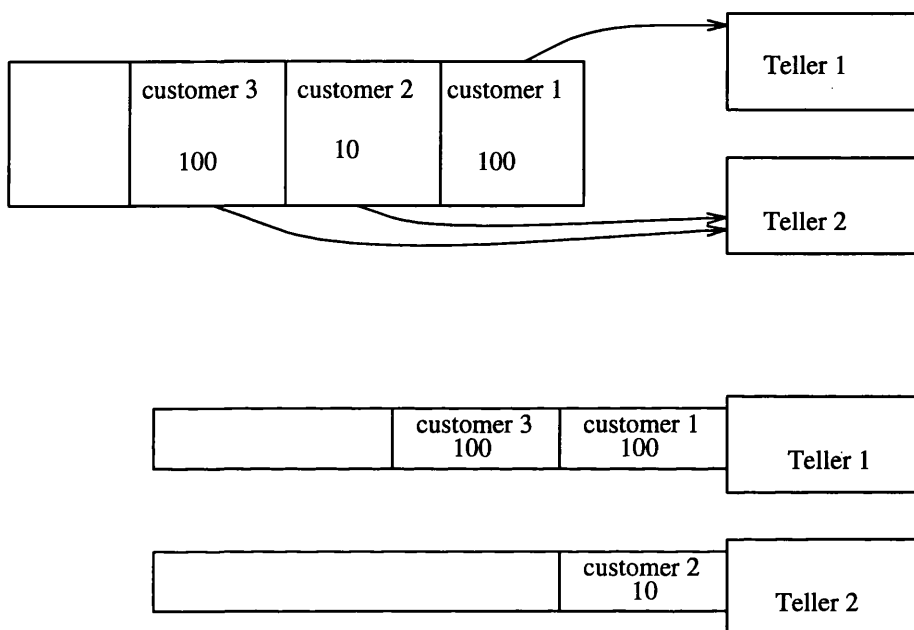 Teller 1
customer 3 customer 2 customer 1
100 10 100
Teller 2
customer 3 customer 1
100 100
Teller 1
customer 2
10
Teller 2